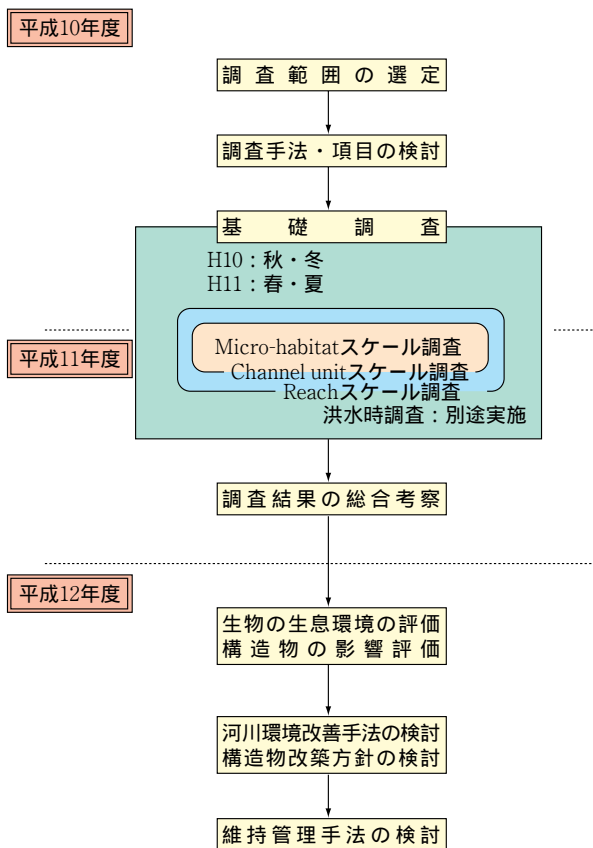 平成10年度
調査範囲の選定
調査手法・項目の検討
基礎調査
H10：秋・冬
H11：春・夏
平成11年度
Micro-habitatスケール調査
Channel unitスケール調査
Reachスケール調査
洪水時調査：別途実施
調査結果の総合考察
平成12年度
生物の生息環境の評価
構造物の影響評価
河川環境改善手法の検討
構造物改築方針の検討
維持管理手法の検討